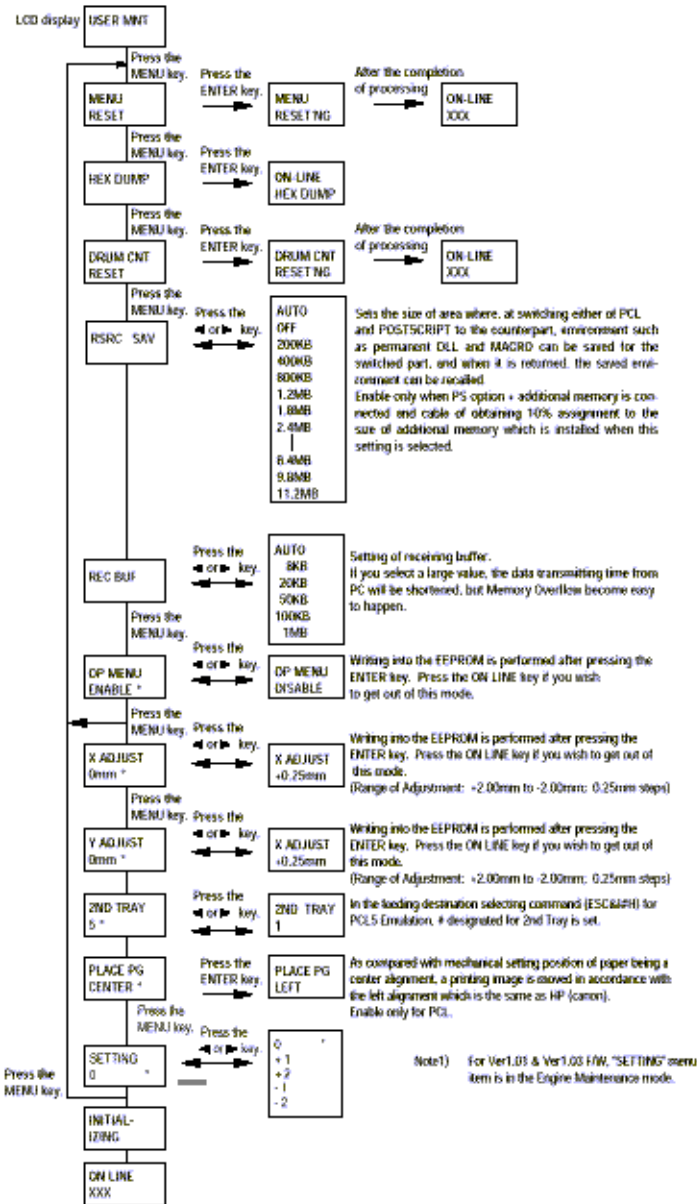 LCD display
USER MNT
Press the
MENU key.
MENU
RESET
Press the
ENTER key.
MENU
RESET'NG
After the completion
of processing
ON-LINE
XXX
Press the
MENU key.
HEX DUMP
Press the
ENTER key.
ON-LINE
HEX DUMP
Press the
MENU key.
DRUM CNT
RESET
Press the
ENTER key.
DRUM CNT
RESET'NG
After the completion
of processing
ON-LINE
XXX
Press the
MENU key.
RSRC SAV
Press the
◄ or ► key.
AUTO
OFF
200KB
400KB
800KB
1.2MB
1.8MB
2.4MB
8.4MB
9.8MB
11.2MB
Sets the size of area where, at switching either of PCL
and POSTSCRIPT to the counterpart, environment such
as permanent DLL and MACRO can be saved for the
switched part, and when it is returned, the saved envi-
ronment can be recalled.
Enable only when PS option + additional memory is con-
nected and cable of obtaining 10% assignment to the
size of additional memory which is installed when this
setting is selected.
REC BUF
Press the
◄ or ► key.
AUTO
8KB
20KB
50KB
100KB
1MB
Setting of receiving buffer.
If you select a large value, the data transmitting time from
PC will be shortened, but Memory Overflow become easy
to happen.
Press the
MENU key.
OP MENU
ENABLE *
Press the
◄ or ► key.
OP MENU
DISABLE
Writing into the EEPROM is performed after pressing the
ENTER key. Press the ON LINE key if you wish
to get out of this mode.
Press the
MENU key.
X ADJUST
0mm *
Press the
◄ or ► key.
X ADJUST
+0.25mm
Writing into the EEPROM is performed after pressing the
ENTER key. Press the ON LINE key if you wish to get out of
this mode.
(Range of Adjustment: +2.00mm to -2.00mm; 0.25mm steps)
Press the
MENU key.
Y ADJUST
0mm *
Press the
◄ or ► key.
X ADJUST
+0.25mm
Writing into the EEPROM is performed after pressing the
ENTER key. Press the ON LINE key if you wish to get out of
this mode.
(Range of Adjustment: +2.00mm to -2.00mm; 0.25mm steps)
2ND TRAY
5 *
Press the
◄ or ► key.
2ND TRAY
1
In the feeding destination selecting command (ESC&l#H) for
PCL5 Emulation, # designated for 2nd Tray is set.
PLACE PG
CENTER *
Press the
ENTER key.
PLACE PG
LEFT
As compared with mechanical setting position of paper being a
center alignment, a printing image is moved in accordance with
the left alignment which is the same as HP (canon).
Enable only for PCL.
Press the
MENU key.
SETTING
0 *
Press the
◄ or ► key.
0 *
+ 1
+ 2
- 1
- 2
Note1) For Ver1.01 & Ver1.03 F/W, "SETTING" menu
item is in the Engine Maintenance mode.
Press the
MENU key.
INITIAL-
IZING
ON LINE
XXX